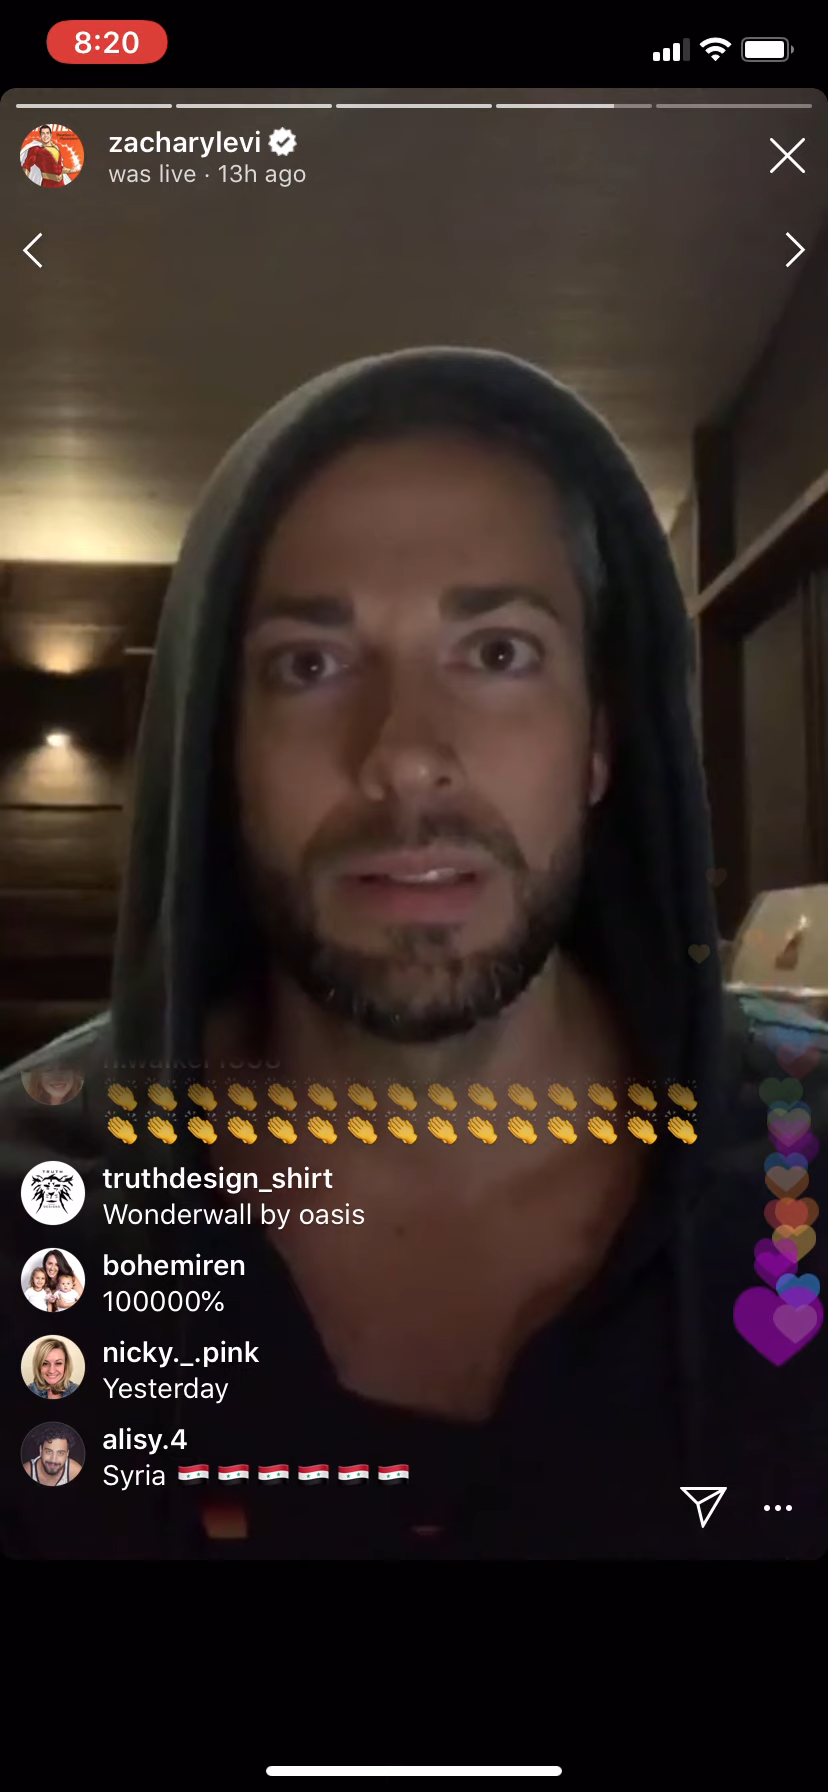 8:20
zacharylevi
was live · 13h ago
👏👏👏👏👏👏👏👏👏👏👏👏👏👏👏
👏👏👏👏👏👏👏👏👏👏👏👏👏👏👏
truthdesign_shirt
Wonderwall by oasis
bohemiren
100000%
nicky._.pink
Yesterday
alisy.4
Syria 🇸🇾🇸🇾🇸🇾🇸🇾🇸🇾🇸🇾